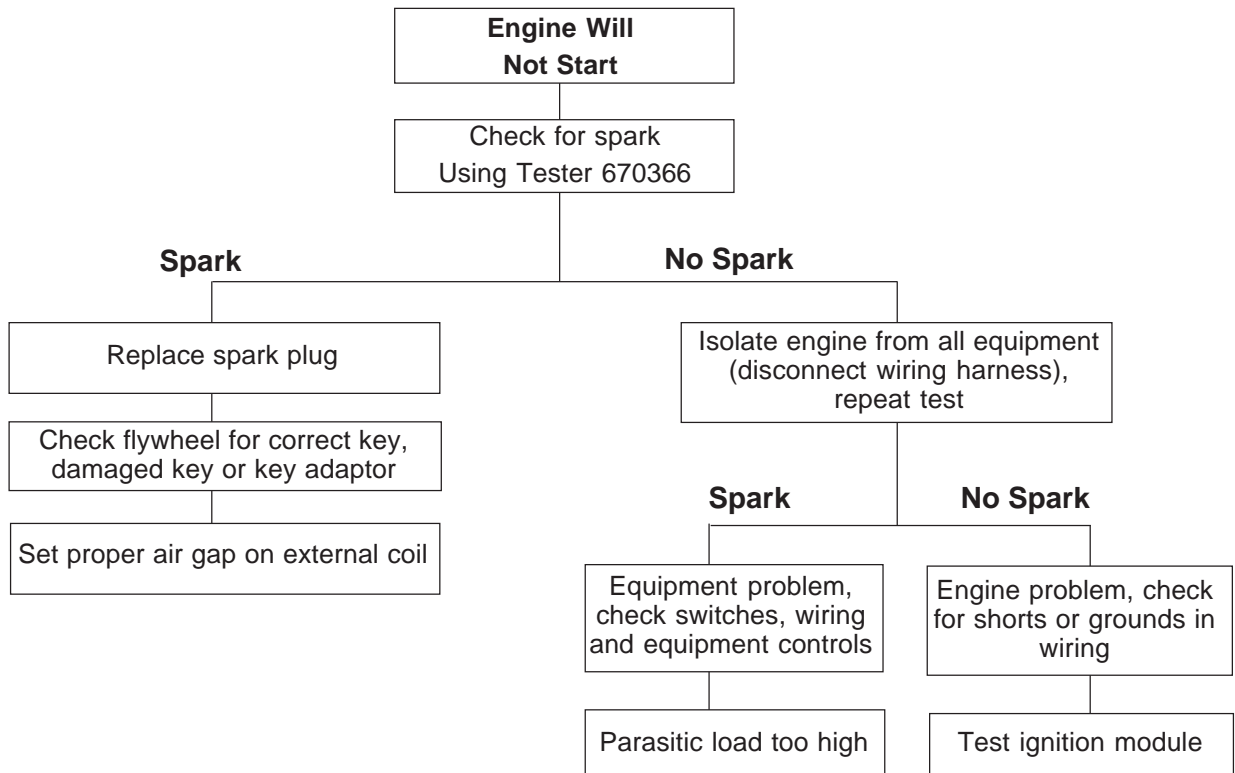 Engine Will
Not Start
Check for spark
Using Tester 670366
Spark
No Spark
Replace spark plug
Isolate engine from all equipment
(disconnect wiring harness),
repeat test
Check flywheel for correct key,
damaged key or key adaptor
Set proper air gap on external coil
Spark
No Spark
Equipment problem,
check switches, wiring
and equipment controls
Engine problem, check
for shorts or grounds in
wiring
Parasitic load too high
Test ignition module